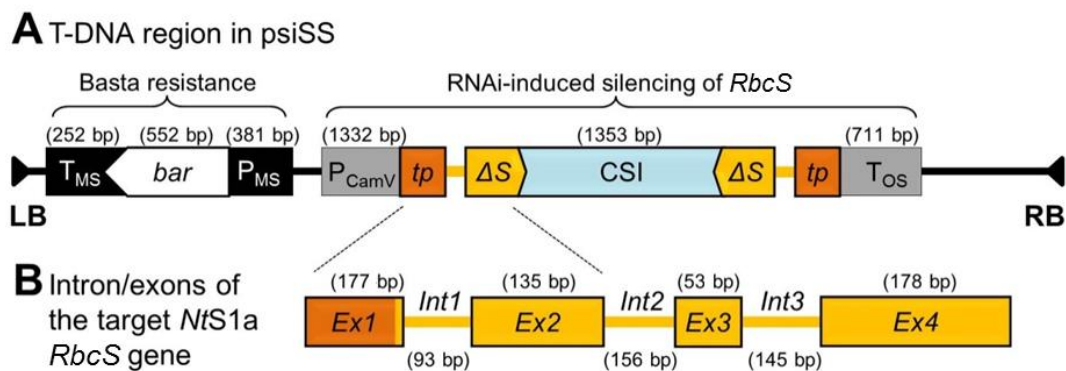 A T-DNA region in psiSS
Basta resistance
RNAi-induced silencing of RbcS
(252 bp) (552 bp) (381 bp) (1332 bp) (1353 bp) (711 bp)
TMS bar PMS PCamV tp ΔS CSI ΔS tp TOS
LB RB
B Intron/exons of
the target NtS1a
RbcS gene
(177 bp) (135 bp) (53 bp) (178 bp)
Int1 Int2 Int3
Ex1 Ex2 Ex3 Ex4
(93 bp) (156 bp) (145 bp)